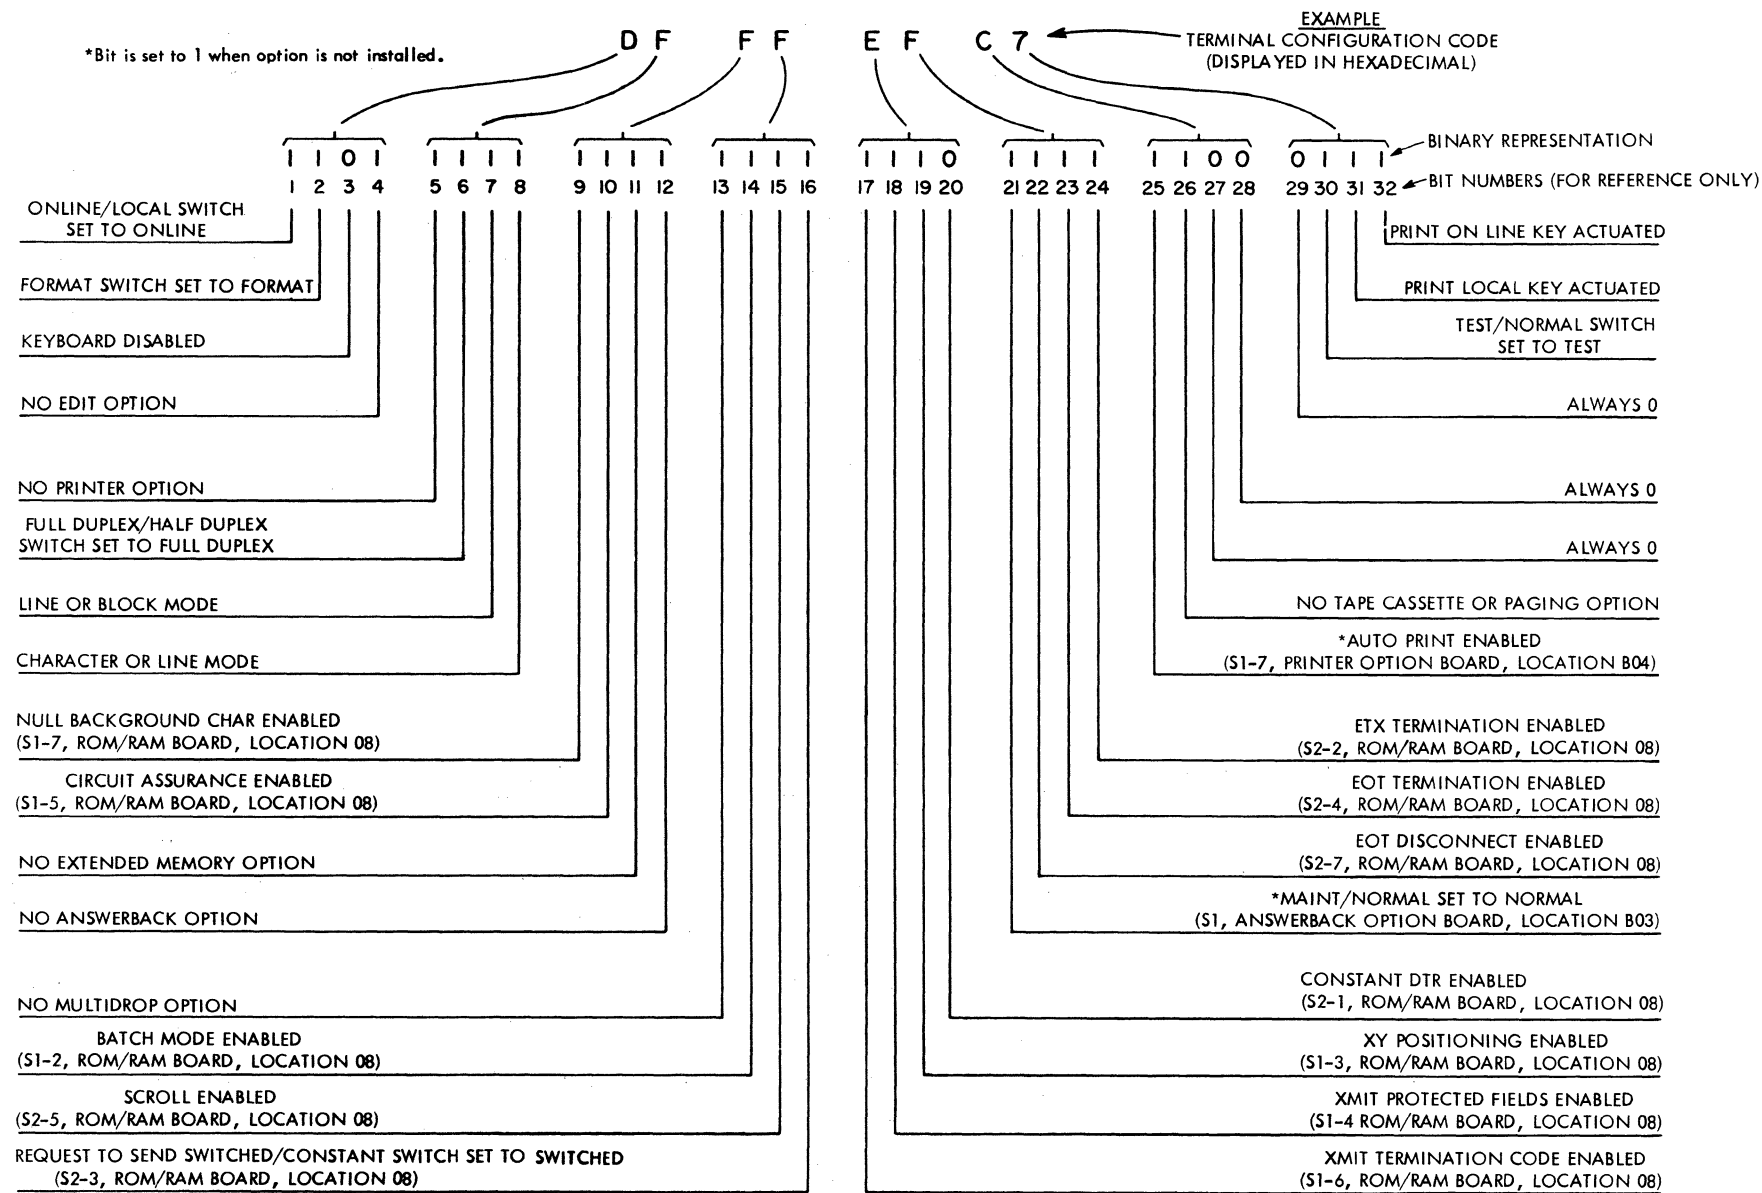 *Bit is set to 1 when option is not installed.
D F F F E F C 7
EXAMPLE
TERMINAL CONFIGURATION CODE
(DISPLAYED IN HEXADECIMAL)
1 1 0 1 1 1 1 1 1 1 1 1 1 1 1 1 1 1 1 0 1 1 1 1 1 1 0 0 0 1 1 1
BINARY REPRESENTATION
1 2 3 4 5 6 7 8 9 10 11 12 13 14 15 16 17 18 19 20 21 22 23 24 25 26 27 28 29 30 31 32
BIT NUMBERS (FOR REFERENCE ONLY)
ONLINE/LOCAL SWITCH
SET TO ONLINE
FORMAT SWITCH SET TO FORMAT
KEYBOARD DISABLED
NO EDIT OPTION
NO PRINTER OPTION
FULL DUPLEX/HALF DUPLEX
SWITCH SET TO FULL DUPLEX
LINE OR BLOCK MODE
CHARACTER OR LINE MODE
NULL BACKGROUND CHAR ENABLED
(S1-7, ROM/RAM BOARD, LOCATION 08)
CIRCUIT ASSURANCE ENABLED
(S1-5, ROM/RAM BOARD, LOCATION 08)
NO EXTENDED MEMORY OPTION
NO ANSWERBACK OPTION
NO MULTIDROP OPTION
BATCH MODE ENABLED
(S1-2, ROM/RAM BOARD, LOCATION 08)
SCROLL ENABLED
(S2-5, ROM/RAM BOARD, LOCATION 08)
REQUEST TO SEND SWITCHED/CONSTANT SWITCH SET TO SWITCHED
(S2-3, ROM/RAM BOARD, LOCATION 08)
PRINT ON LINE KEY ACTUATED
PRINT LOCAL KEY ACTUATED
TEST/NORMAL SWITCH
SET TO TEST
ALWAYS 0
ALWAYS 0
ALWAYS 0
NO TAPE CASSETTE OR PAGING OPTION
*AUTO PRINT ENABLED
(S1-7, PRINTER OPTION BOARD, LOCATION B04)
ETX TERMINATION ENABLED
(S2-2, ROM/RAM BOARD, LOCATION 08)
EOT TERMINATION ENABLED
(S2-4, ROM/RAM BOARD, LOCATION 08)
EOT DISCONNECT ENABLED
(S2-7, ROM/RAM BOARD, LOCATION 08)
*MAINT/NORMAL SET TO NORMAL
(S1, ANSWERBACK OPTION BOARD, LOCATION B03)
CONSTANT DTR ENABLED
(S2-1, ROM/RAM BOARD, LOCATION 08)
XY POSITIONING ENABLED
(S1-3, ROM/RAM BOARD, LOCATION 08)
XMIT PROTECTED FIELDS ENABLED
(S1-4 ROM/RAM BOARD, LOCATION 08)
XMIT TERMINATION CODE ENABLED
(S1-6, ROM/RAM BOARD, LOCATION 08)